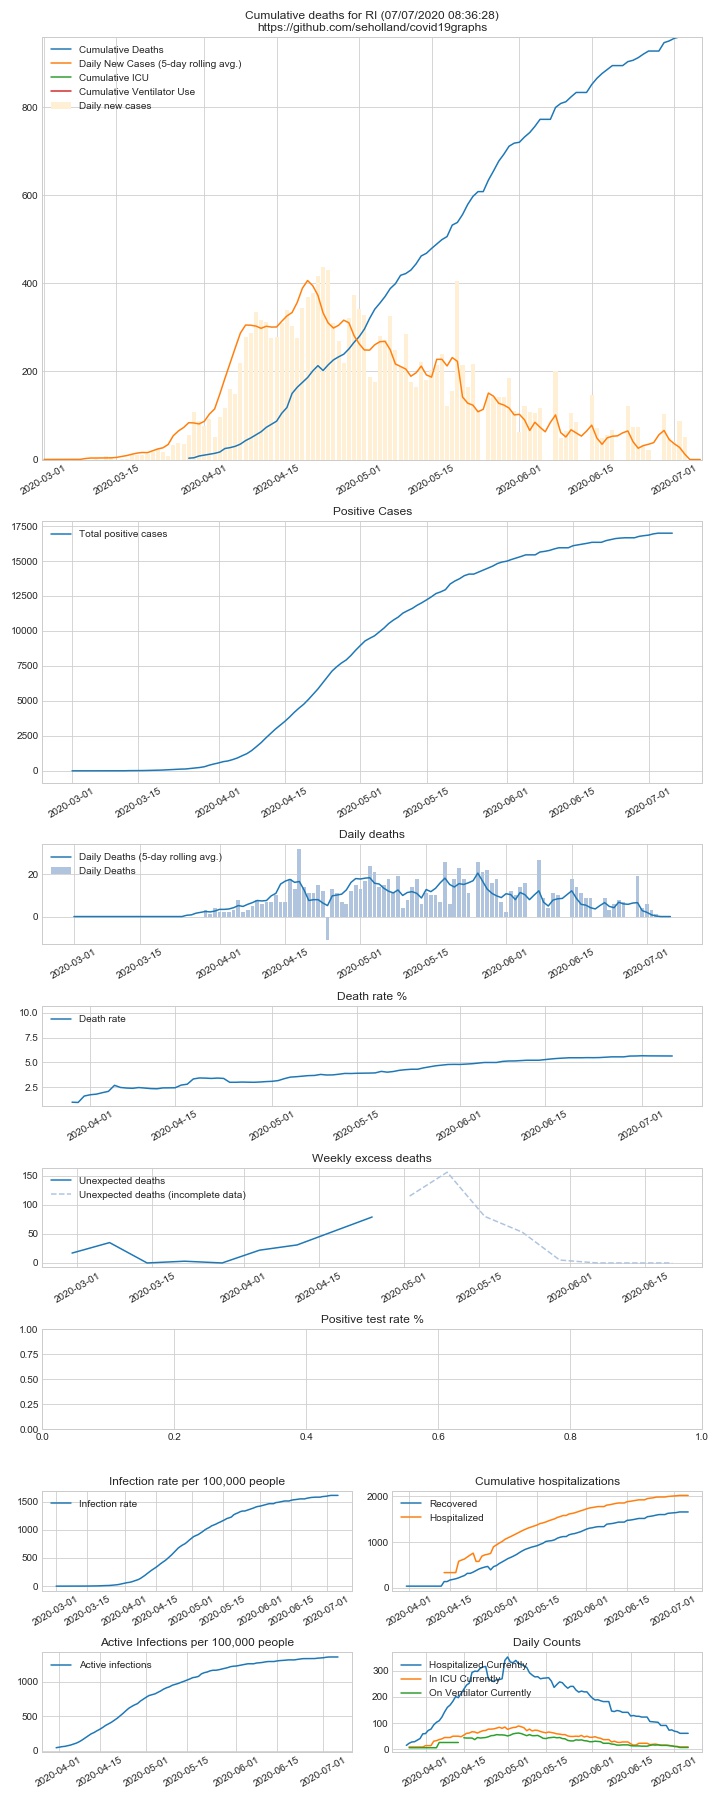 Cumulative deaths for RI (07/07/2020 08:36:28)
https://github.com/seholland/covid19graphs
Cumulative Deaths
Daily New Cases (5-day rolling avg.)
Cumulative ICU
Cumulative Ventilator Use
Daily new cases
800
600
400
200
0
2020-03-01 2020-03-15 2020-04-01 2020-04-15 2020-05-01 2020-05-15 2020-06-01 2020-06-15 2020-07-01
Positive Cases
Total positive cases
17500
15000
12500
10000
7500
5000
2500
0
2020-03-01 2020-03-15 2020-04-01 2020-04-15 2020-05-01 2020-05-15 2020-06-01 2020-06-15 2020-07-01
Daily deaths
Daily Deaths (5-day rolling avg.)
Daily Deaths
20
0
2020-03-01 2020-03-15 2020-04-01 2020-04-15 2020-05-01 2020-05-15 2020-06-01 2020-06-15 2020-07-01
Death rate %
Death rate
10.0
7.5
5.0
2.5
2020-04-01 2020-04-15 2020-05-01 2020-05-15 2020-06-01 2020-06-15 2020-07-01
Weekly excess deaths
Unexpected deaths
Unexpected deaths (incomplete data)
150
100
50
0
2020-03-01 2020-03-15 2020-04-01 2020-04-15 2020-05-01 2020-05-15 2020-06-01 2020-06-15
Positive test rate %
1.00
0.75
0.50
0.25
0.00
0.0 0.2 0.4 0.6 0.8 1.0
Infection rate per 100,000 people
Infection rate
1500
1000
500
0
2020-03-01 2020-03-15 2020-04-01 2020-04-15 2020-05-01 2020-05-15 2020-06-01 2020-06-15 2020-07-01
Cumulative hospitalizations
Recovered
Hospitalized
2000
1000
0
2020-04-01 2020-04-15 2020-05-01 2020-05-15 2020-06-01 2020-06-15 2020-07-01
Active Infections per 100,000 people
Active infections
1000
0
2020-04-01 2020-04-15 2020-05-01 2020-05-15 2020-06-01 2020-06-15 2020-07-01
Daily Counts
Hospitalized Currently
In ICU Currently
On Ventilator Currently
300
200
100
0
2020-04-01 2020-04-15 2020-05-01 2020-05-15 2020-06-01 2020-06-15 2020-07-01